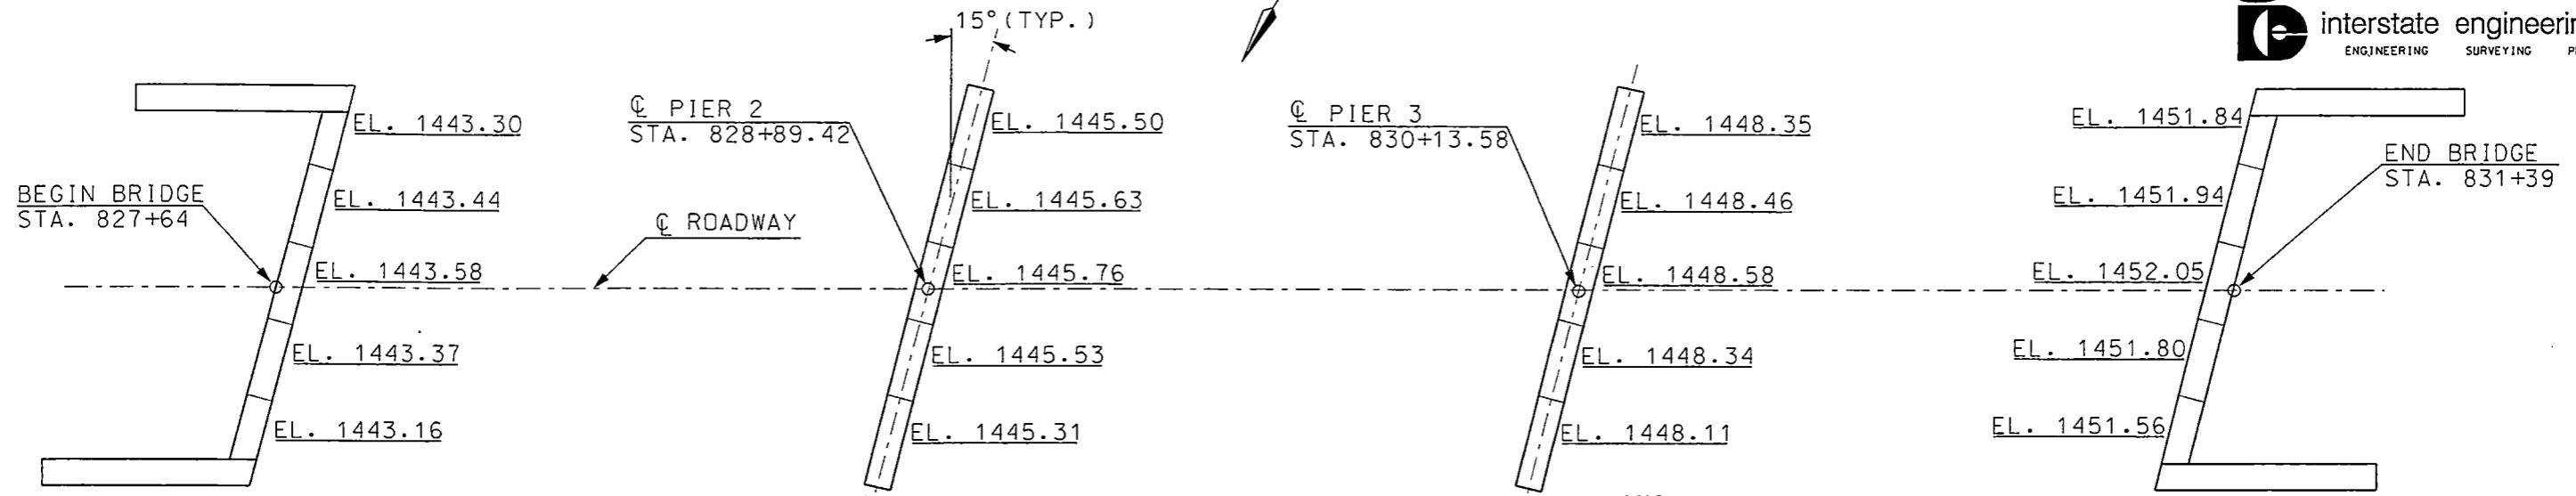 15° (TYP.)
interstate engineerin
ENGINEERING SURVEYING
BEGIN BRIDGE
STA. 827+64
EL. 1443.30
EL. 1443.44
EL. 1443.58
EL. 1443.37
EL. 1443.16
℄ ROADWAY
℄ PIER 2
STA. 828+89.42
EL. 1445.50
EL. 1445.63
EL. 1445.76
EL. 1445.53
EL. 1445.31
℄ PIER 3
STA. 830+13.58
EL. 1448.35
EL. 1448.46
EL. 1448.58
EL. 1448.34
EL. 1448.11
EL. 1451.84
EL. 1451.94
EL. 1452.05
EL. 1451.80
EL. 1451.56
END BRIDGE
STA. 831+39